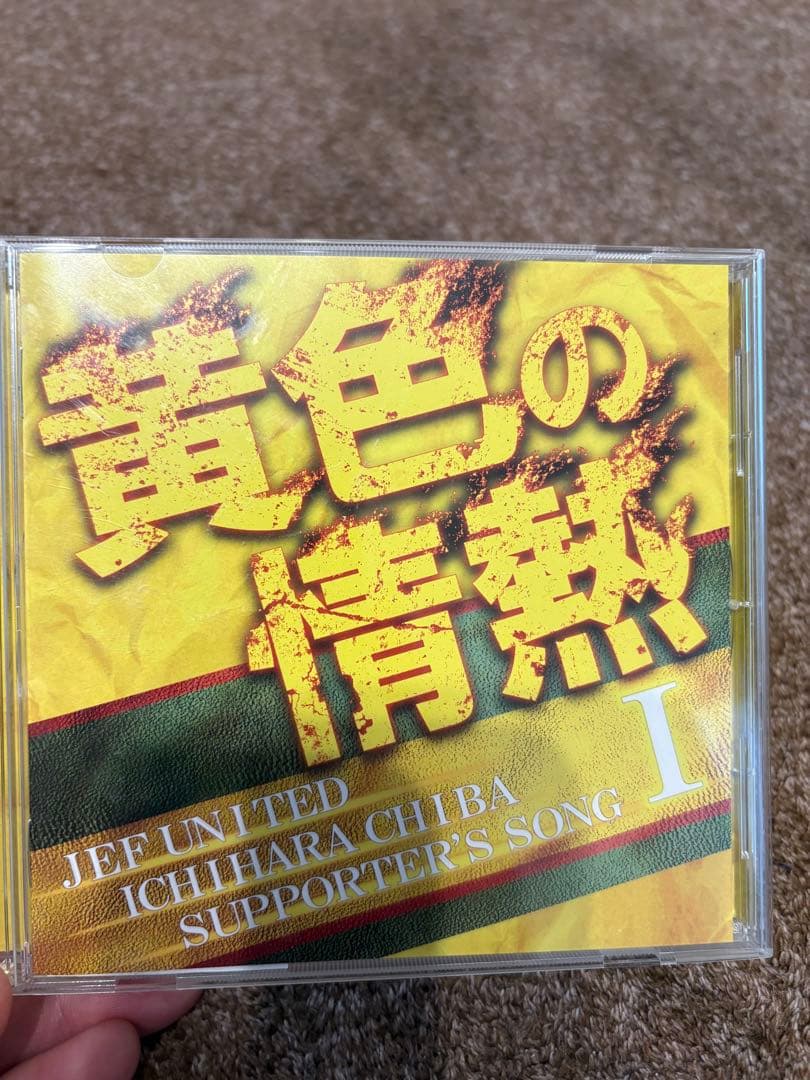 黄色の
情熱
JEF UNITED
ICHIHARA CHIBA
SUPPORTER'S SONG I